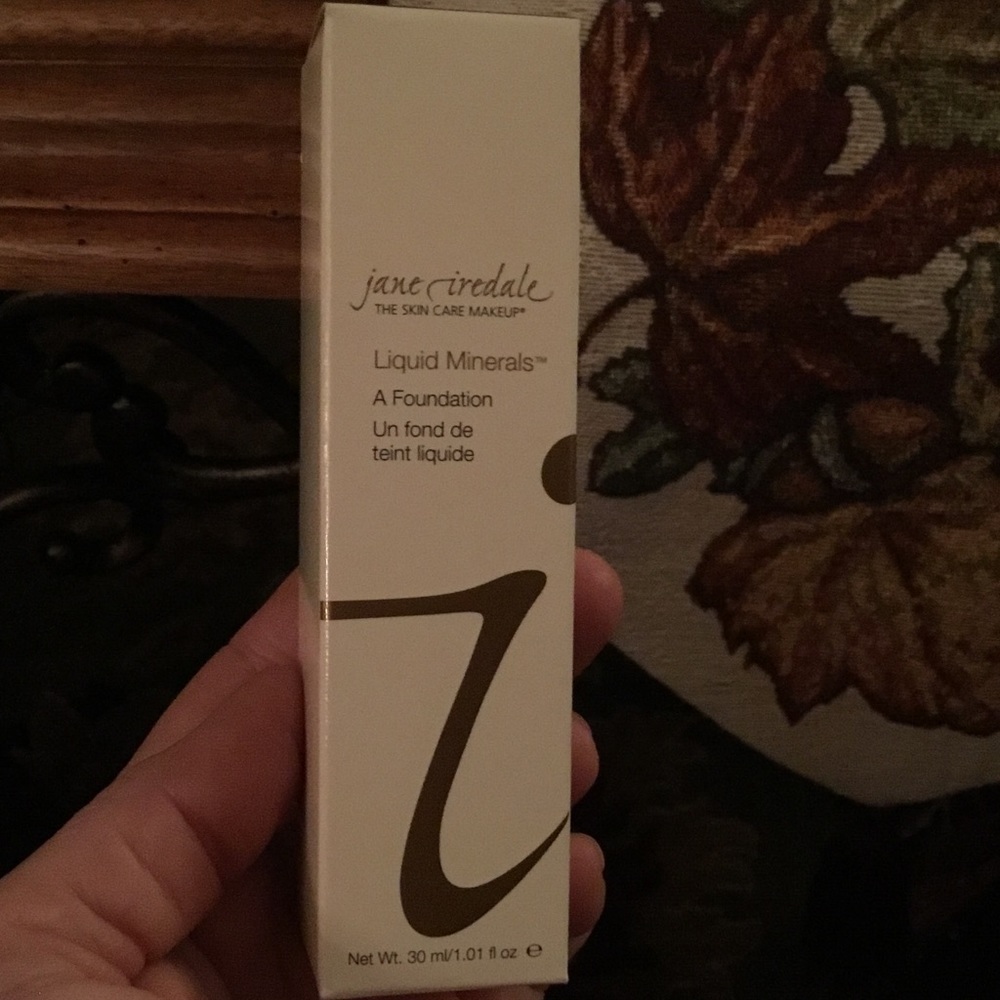 jane iredale
THE SKIN CARE MAKEUP®
Liquid Minerals™
A Foundation
Un fond de
teint liquide
Net Wt. 30 ml/1.01 fl oz ℮